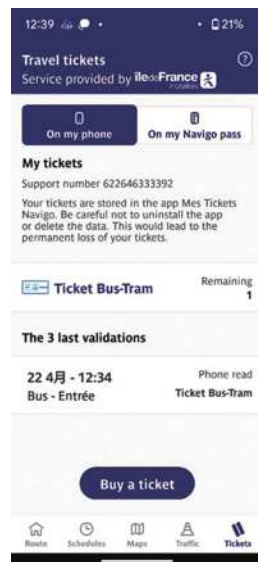 12:39 21%
Travel tickets
Service provided by îledeFrance
On my phone On my Navigo pass
My tickets
Support number 622646333392
Your tickets are stored in the app Mes Tickets
Navigo. Be careful not to uninstall the app
or delete the data. This would lead to the
permanent loss of your tickets.
Ticket Bus-Tram Remaining
1
The 3 last validations
22 4月 - 12:34 Phone read
Bus - Entrée Ticket Bus-Tram
Buy a ticket
Route Schedules Maps Traffic Tickets